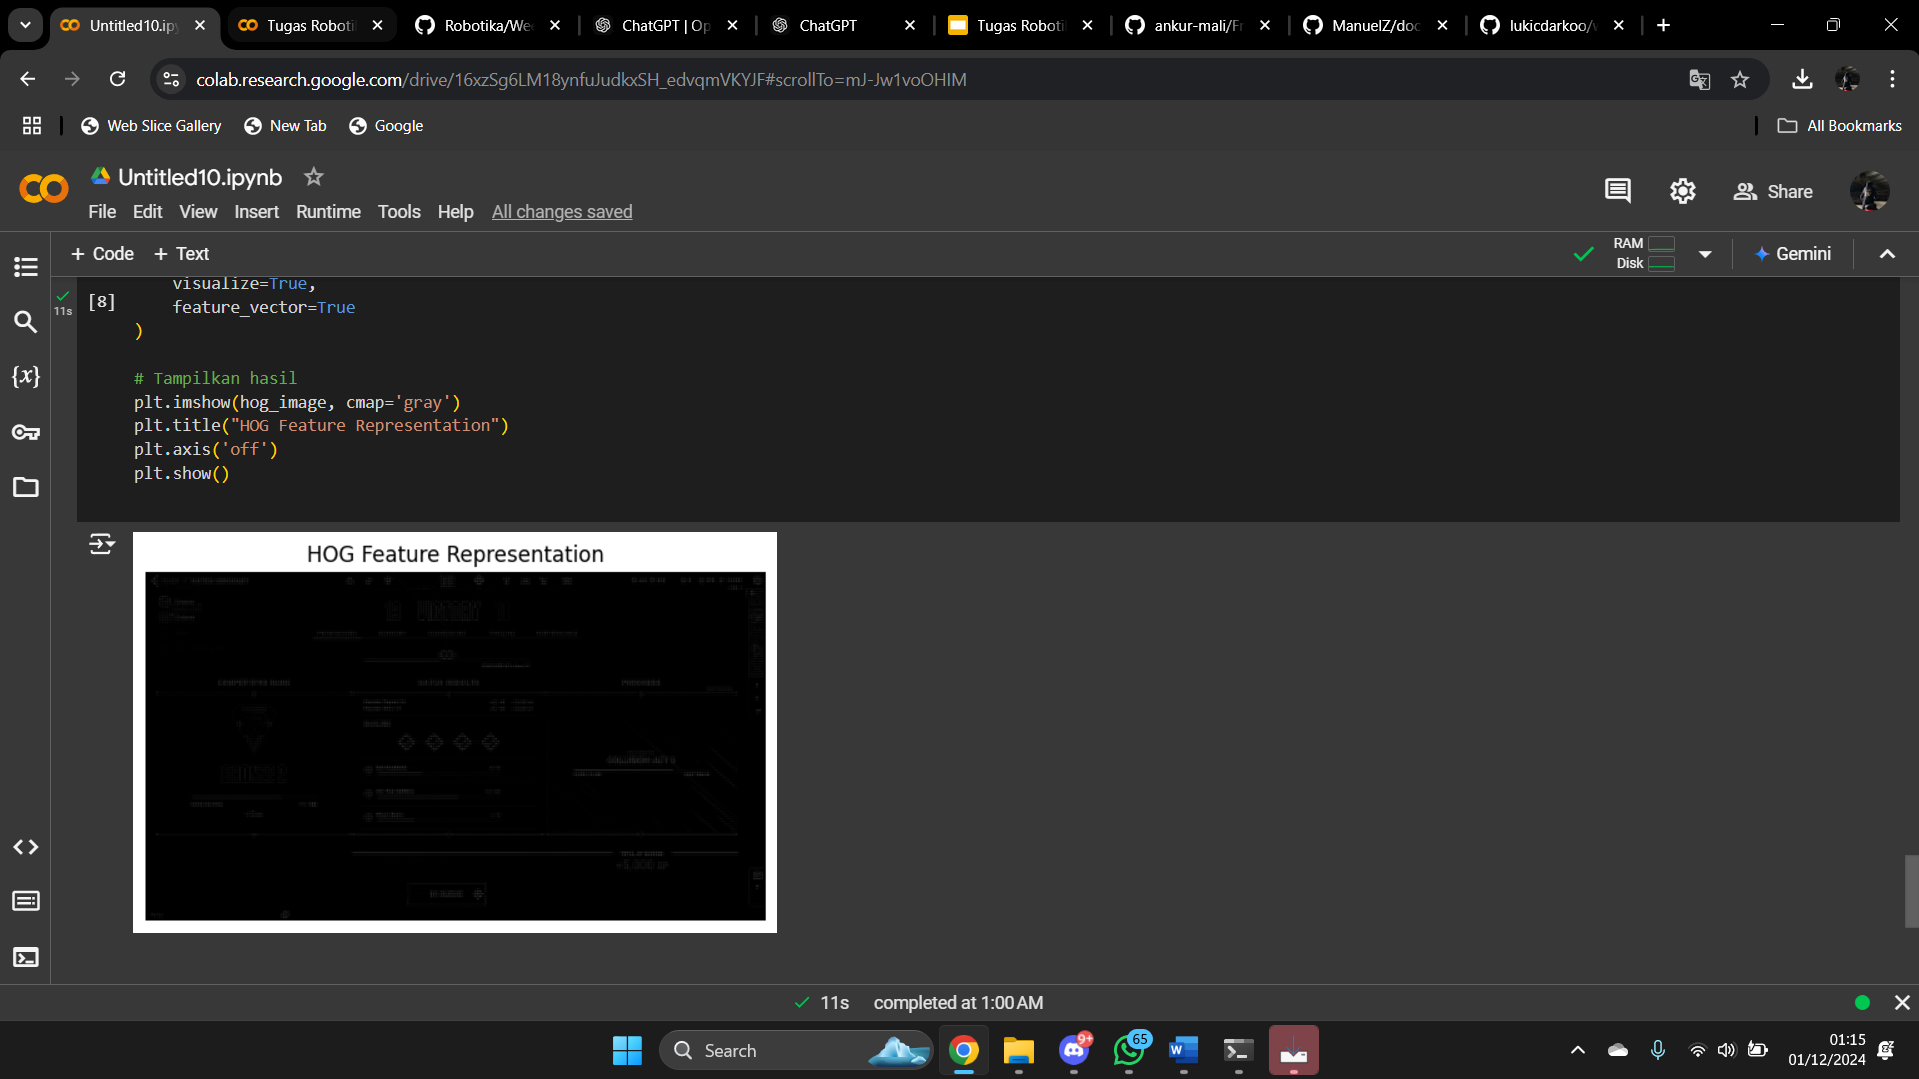 Untitled10.ip
Tugas Roboti
Robotika/Wee
ChatGPT | Op
ChatGPT
Tugas Roboti
ankur-mali/Fr
ManuelZ/doc
lukicdarkoo/
colab.research.google.com/drive/16xzSg6LM18ynfuJudkxSH_edvqmVKYJF#scrollTo=mJ-Jw1voOHIM
Web Slice Gallery
New Tab
Google
All Bookmarks
Untitled10.ipynb
Share
File Edit View Insert Runtime Tools Help All changes saved
+ Code + Text
RAM
Disk
Gemini
11s
[8]
visualize=True,
feature_vector=True
)
# Tampilkan hasil
plt.imshow(hog_image, cmap='gray')
plt.title("HOG Feature Representation")
plt.axis('off')
plt.show()
HOG Feature Representation
11s completed at 1:00 AM
Search
9+
65
01:15
01/12/2024